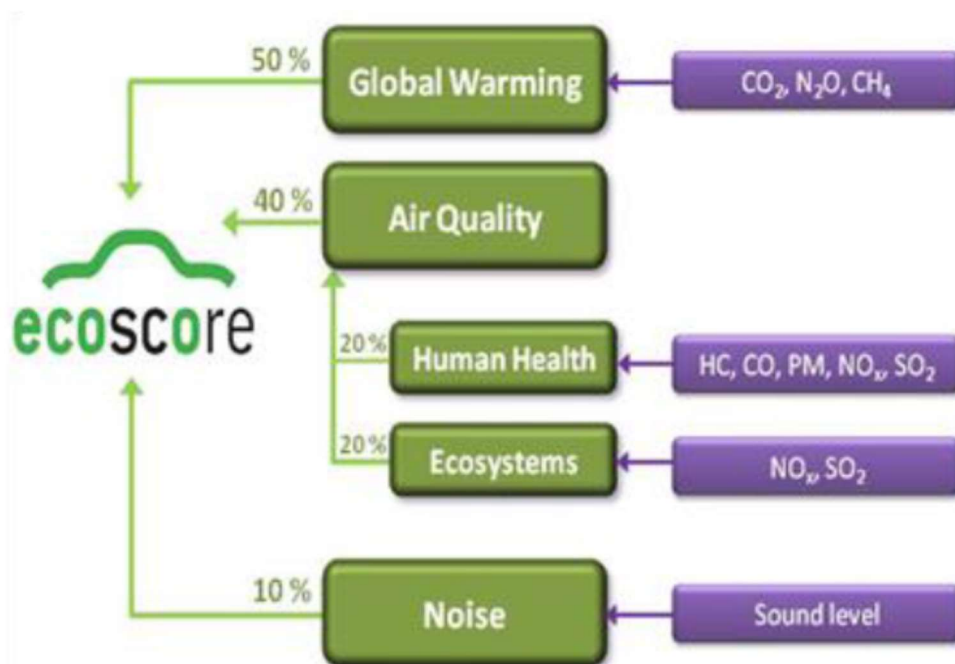 50 %
Global Warming
CO₂, N₂O, CH₄
40 %
Air Quality
ecoscore
20 %
Human Health
HC, CO, PM, NOₓ, SO₂
20 %
Ecosystems
NOₓ, SO₂
10 %
Noise
Sound level